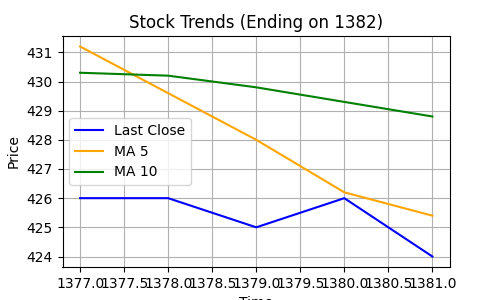 Stock Trends (Ending on 1382)
Price
431
430
429
428
427
426
425
424
Last Close
MA 5
MA 10
1377.0 1377.5 1378.0 1378.5 1379.0 1379.5 1380.0 1380.5 1381.0
Time